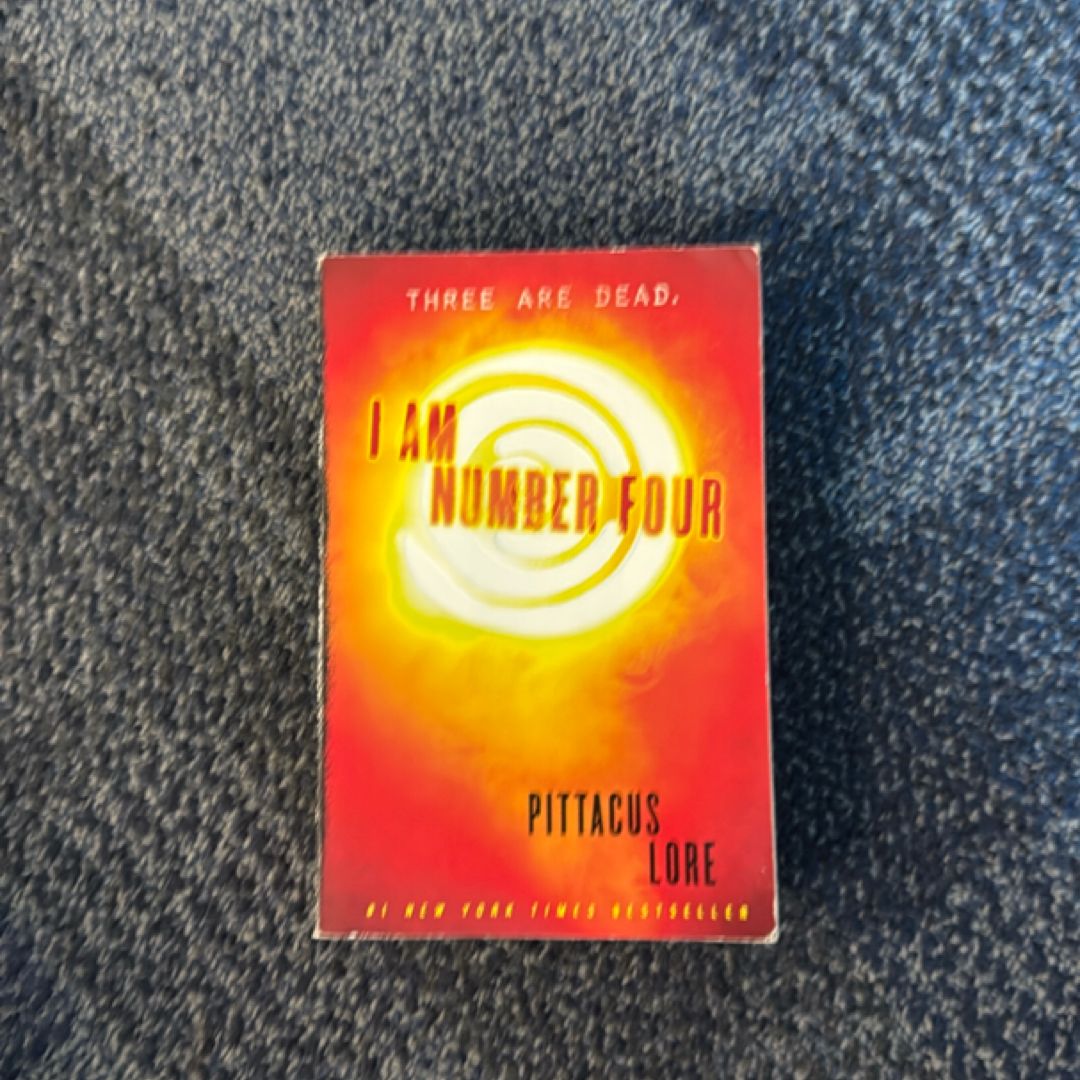 THREE ARE DEAD.
I AM
NUMBER FOUR
PITTACUS
LORE
#1 NEW YORK TIMES BESTSELLER